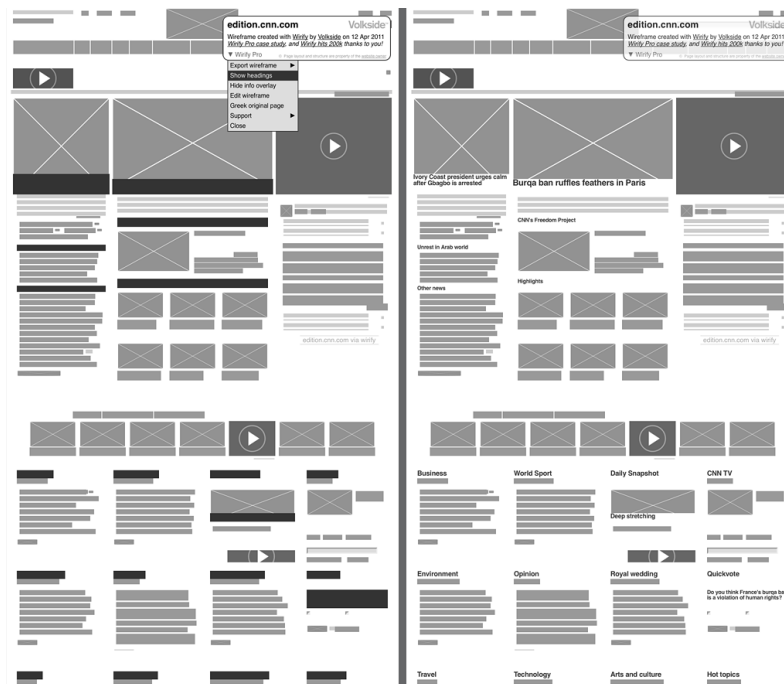 edition.cnn.com
Volkside
Wireframe created with Wirify by Volkside on 12 Apr 2011
Wirify Pro case study, and Wirify hits 200k thanks to you!
▼ Wirify Pro
Export wireframe ▶
Show headings
Hide info overlay
Edit wireframe
Greek original page
Support ▶
Close
edition.cnn.com via wirify
edition.cnn.com
Volkside
Wireframe created with Wirify by Volkside on 12 Apr 2011
Wirify Pro case study, and Wirify hits 200k thanks to you!
▼ Wirify Pro
Ivory Coast president urges calm
after Gbagbo is arrested
Burqa ban ruffles feathers in Paris
CNN's Freedom Project
Unrest in Arab world
Highlights
Other news
edition.cnn.com via wirify
Business
World Sport
Daily Snapshot
CNN TV
Deep stretching
Environment
Opinion
Royal wedding
Quickvote
Do you think France's burqa ba
is a violation of human rights?
Travel
Technology
Arts and culture
Hot topics